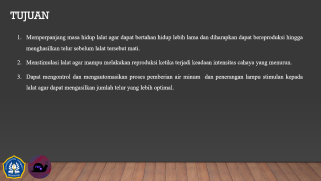 TUJUAN
1. Memperpanjang masa hidup lalat agar dapat bertahan hidup lebih lama dan diharapkan dapat bereproduksi hingga
menghasilkan telur sebelum lalat tersebut mati.
2. Menstimulasi lalat agar mampu melakukan reproduksi ketika terjadi keadaan intensitas cahaya yang menurun.
3. Dapat mengontrol dan mengautomasikan proses pemberian air minum dan penerangan lampu stimulan kepada
lalat agar dapat mengasilkan jumlah telur yang lebih optimal.